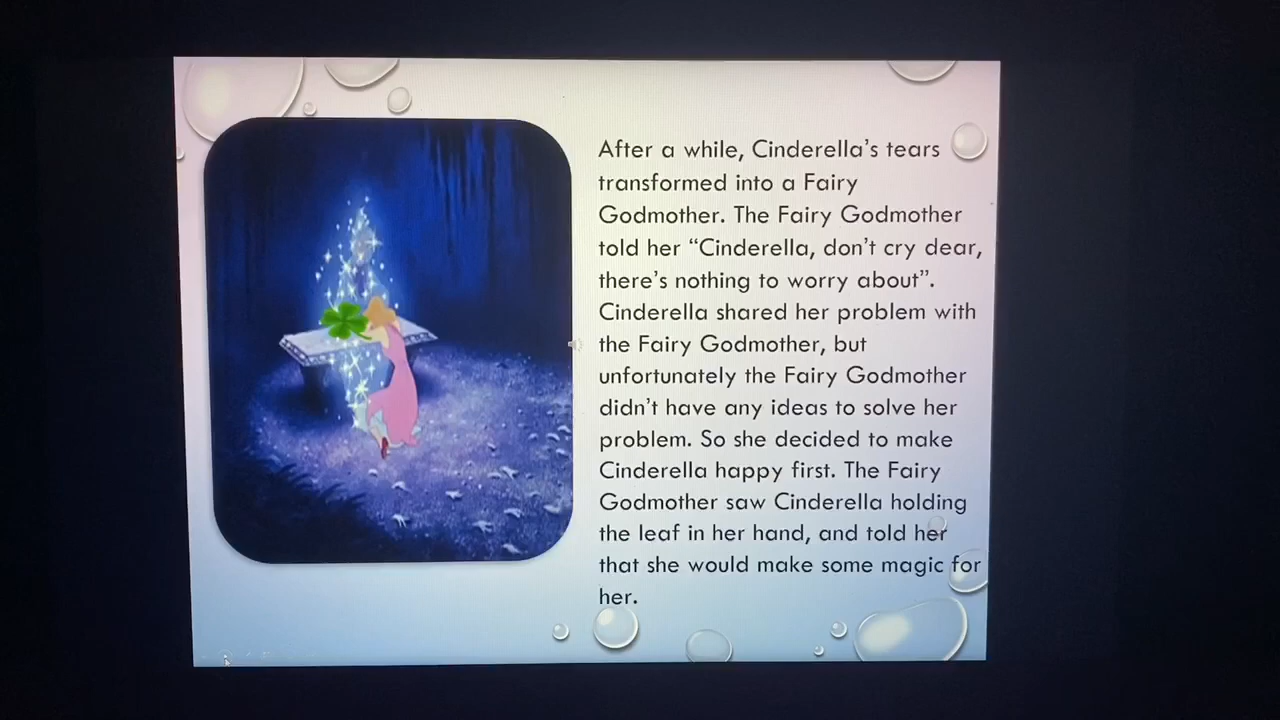 After a while, Cinderella's tears
transformed into a Fairy
Godmother. The Fairy Godmother
told her “Cinderella, don't cry dear,
there's nothing to worry about”.
Cinderella shared her problem with
the Fairy Godmother, but
unfortunately the Fairy Godmother
didn't have any ideas to solve her
problem. So she decided to make
Cinderella happy first. The Fairy
Godmother saw Cinderella holding
the leaf in her hand, and told her
that she would make some magic for
her.